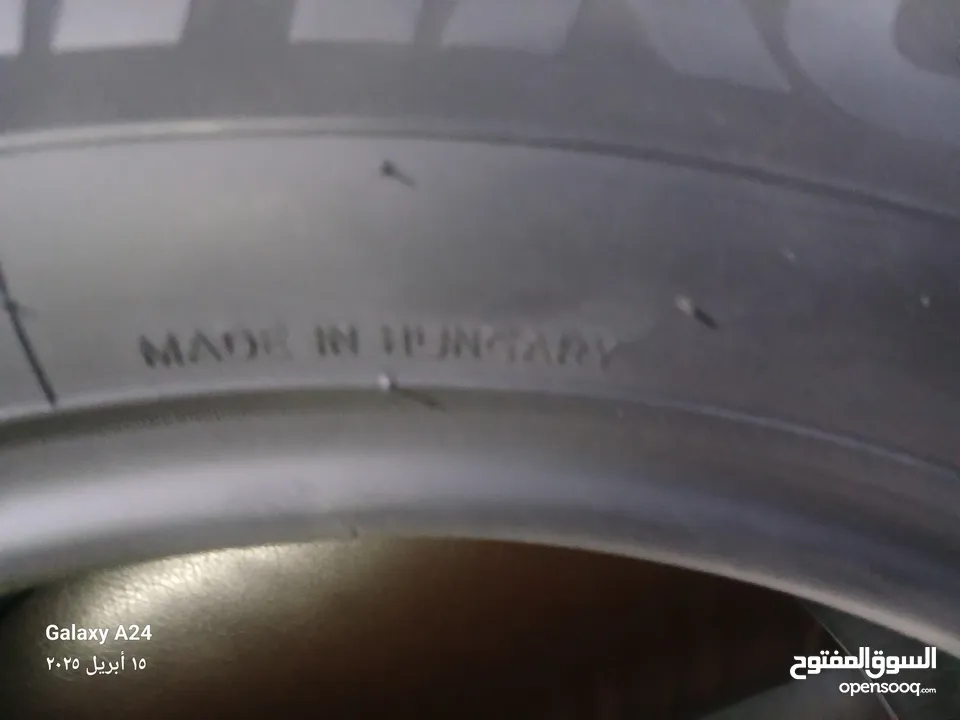 MADE IN HUNGARY
Galaxy A24
١٥ أبريل ٢٠٢٥
السوق المفتوح
opensooq.com